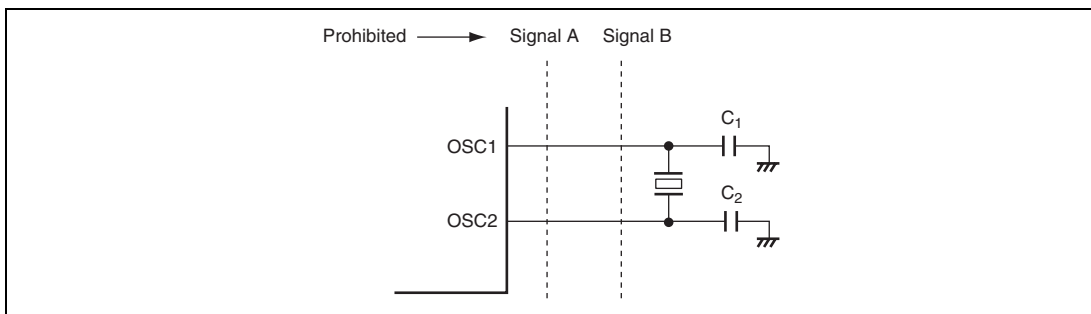 Prohibited Signal A Signal B
C1
OSC1
C2
OSC2